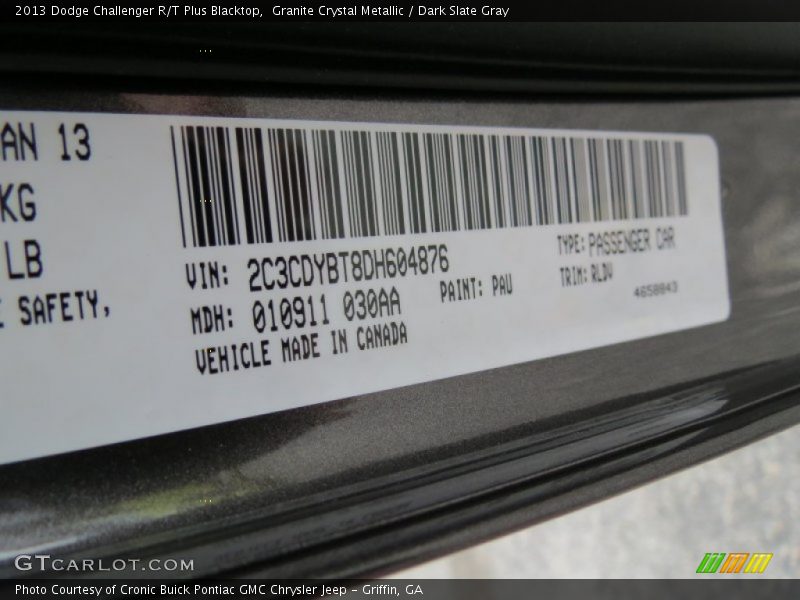 2013 Dodge Challenger R/T Plus Blacktop,  Granite Crystal Metallic / Dark Slate Gray
AN 13
KG
LB
E SAFETY,
VIN: 2C3CDYBT8DH604876
MDH: 010911 030AA
PAINT: PAU
VEHICLE MADE IN CANADA
TYPE: PASSENGER CAR
TRIM: RLDV
4658843
GTCARLOT.COM
Photo Courtesy of Cronic Buick Pontiac GMC Chrysler Jeep – Griffin, GA